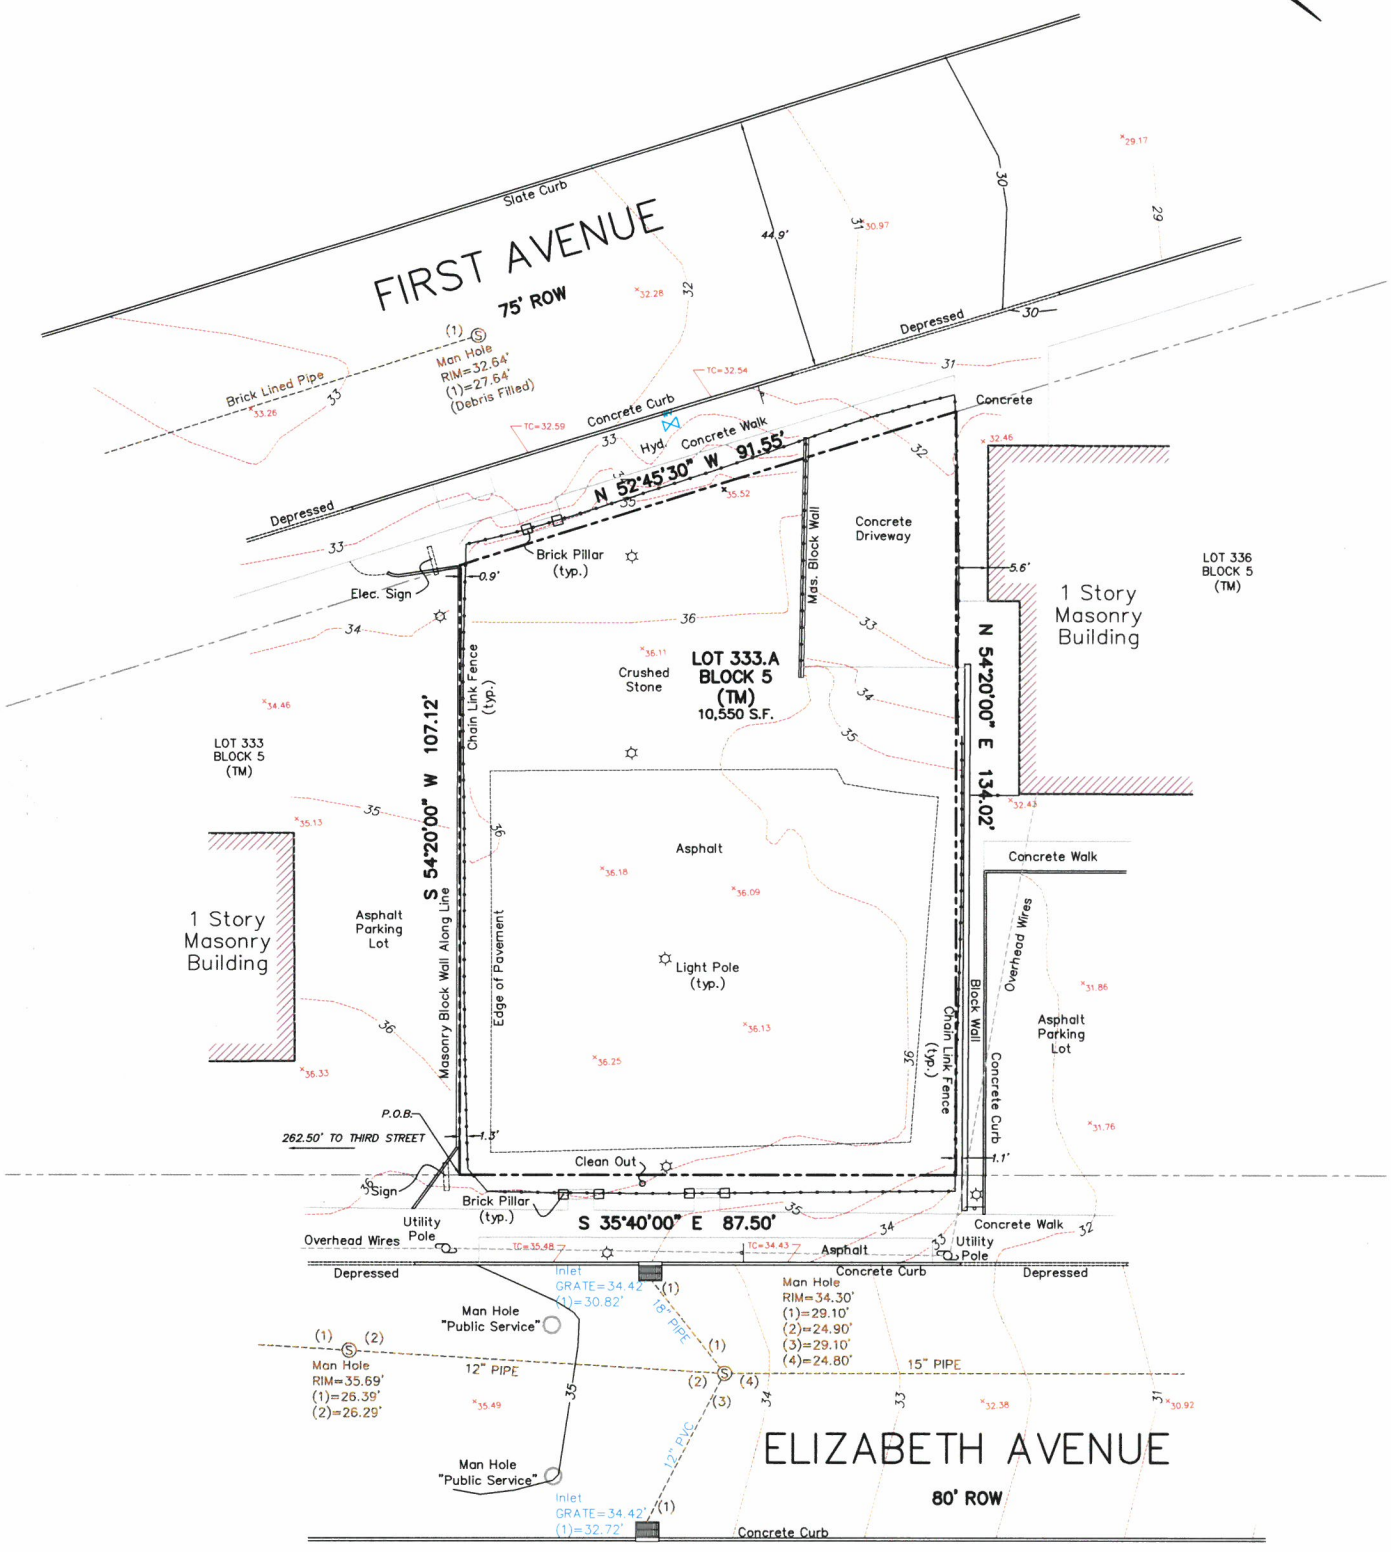 Slate Curb
FIRST AVENUE
75' ROW
44.9'
30
29
31
32
×29.17
×30.97
×32.28
(1)
Man Hole
RIM=32.64'
(1)=27.64'
(Debris Filled)
Brick Lined Pipe
×33.26
33
Depressed
30
31
TC=32.54
Concrete Curb
TC=32.59
33
Hyd.
Concrete Walk
Concrete
N 52°45'30" W 91.55'
35
×35.52
32
×32.46
Depressed
33
Brick Pillar
(typ.)
Elec. Sign
0.9'
Mas. Block Wall
Concrete
Driveway
5.6'
LOT 336
BLOCK 5
(TM)
1 Story
Masonry
Building
34
36
33
×36.11
Crushed
Stone
LOT 333.A
BLOCK 5
(TM)
10,550 S.F.
Chain Link Fence
(typ.)
N 54°20'00" E 134.02'
×34.46
34
35
LOT 333
BLOCK 5
(TM)
S 54°20'00" W 107.12'
35
×35.13
36
×32.43
Asphalt
Concrete Walk
×36.18
×36.09
1 Story
Masonry
Building
Asphalt
Parking
Lot
Masonry Block Wall Along Line
Edge of Pavement
Light Pole
(typ.)
Overhead Wires
×31.86
Block Wall
Asphalt
Parking
Lot
36
×36.13
×36.25
36
×36.33
Chain Link Fence
(typ.)
Concrete Curb
×31.76
P.O.B.
262.50' TO THIRD STREET
1.3'
Clean Out
1.1'
36
Sign
Brick Pillar
(typ.)
S 35°40'00" E 87.50'
35
34
33
32
Concrete Walk
Utility
Pole
Overhead Wires
TC=35.48
TC=34.43
Asphalt
Utility
Pole
Depressed
Concrete Curb
Depressed
Inlet
GRATE=34.42'
(1)=30.82'
(1)
18" PIPE
Man Hole
RIM=34.30'
(1)=29.10'
(2)=24.90'
(3)=29.10'
(4)=24.80'
Man Hole
"Public Service"
(1)
(2)
(1)
12" PIPE
15" PIPE
Man Hole
RIM=35.69'
(1)=26.39'
(2)=26.29'
(2)
(4)
(3)
×35.49
35
34
33
×32.38
31
×30.92
12" PVC
ELIZABETH AVENUE
80' ROW
Man Hole
"Public Service"
Inlet
GRATE=34.42'
(1)=32.72'
(1)
Concrete Curb